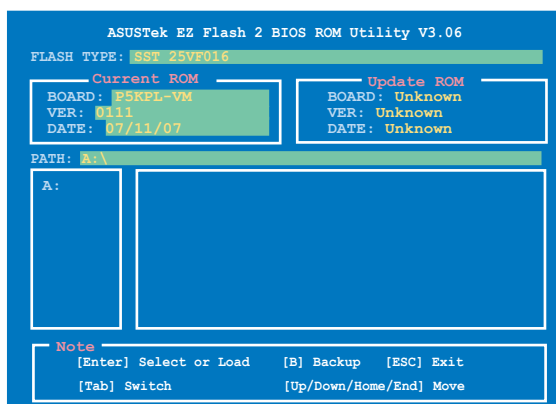 ASUSTek EZ Flash 2 BIOS ROM Utility V3.06
FLASH TYPE: SST 25VF016
Current ROM
BOARD: P5KPL-VM
VER: 0111
DATE: 07/11/07
Update ROM
BOARD: Unknown
VER: Unknown
DATE: Unknown
PATH: A:\
A:
Note
[Enter] Select or Load [B] Backup [ESC] Exit
[Tab] Switch [Up/Down/Home/End] Move